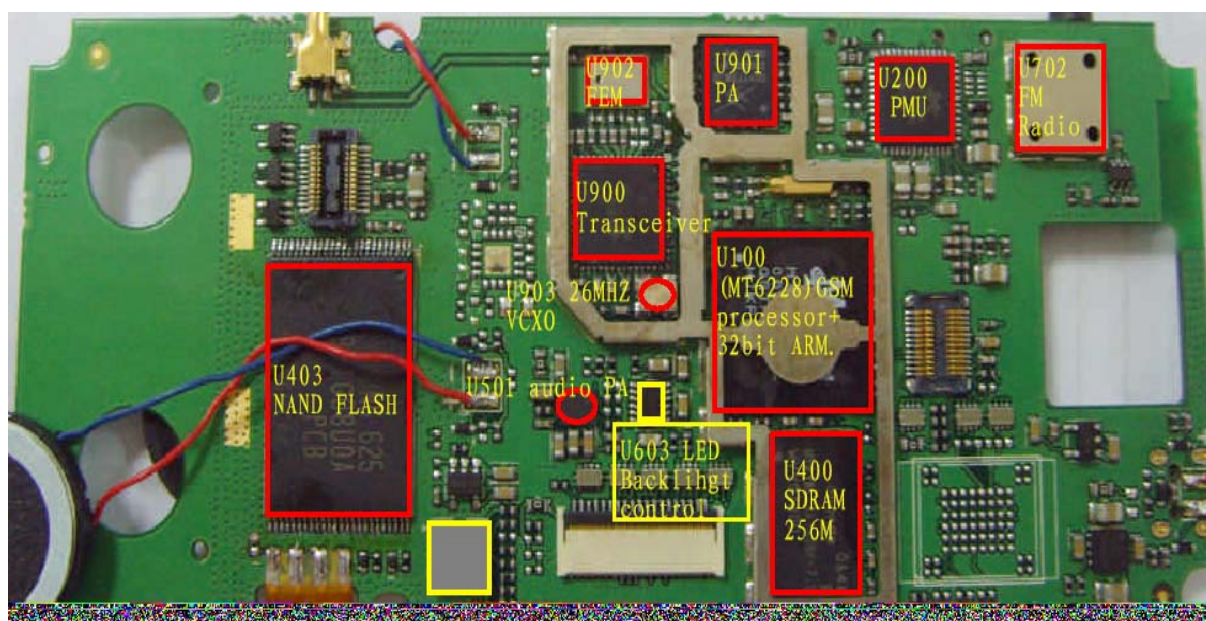 U902
FEM
U901
PA
U200
PMU
U702
FM
Radio
U900
Transceiver
U100
(MT6228)GSM
processor+
32bit ARM.
U903 26MHZ
VCXO
U403
NAND FLASH
U501 audio PA
U603 LED
Backlihgt
control
U400
SDRAM
256M